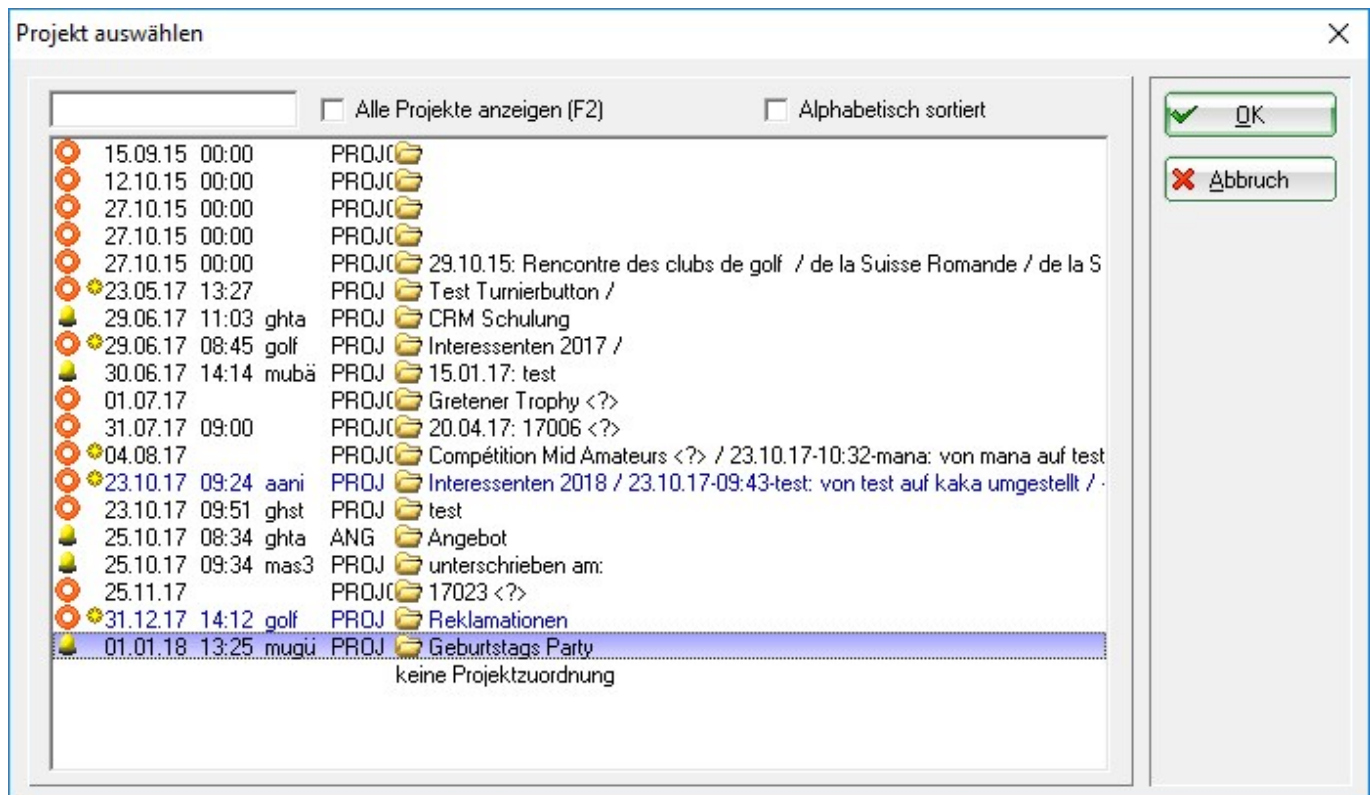 Projekt auswählen
Alle Projekte anzeigen (F2) Alphabetisch sortiert
OK
Abbruch
15.09.15 00:00 PROJ(
12.10.15 00:00 PROJ(
27.10.15 00:00 PROJ(
27.10.15 00:00 PROJ(
27.10.15 00:00 PROJ( 29.10.15: Rencontre des clubs de golf / de la Suisse Romande / de la S
23.05.17 13:27 PROJ Test Turnierbutton /
29.06.17 11:03 ghta PROJ CRM Schulung
29.06.17 08:45 golf PROJ Interessenten 2017 /
30.06.17 14:14 mubä PROJ 15.01.17: test
01.07.17 PROJ( Gretener Trophy <?>
31.07.17 09:00 PROJ( 20.04.17: 17006 <?>
04.08.17 PROJ( Compétition Mid Amateurs <?> / 23.10.17-10:32-mana: von mana auf test
23.10.17 09:24 aani PROJ Interessenten 2018 / 23.10.17-09:43-test: von test auf kaka umgestellt / -
23.10.17 09:51 ghst PROJ test
25.10.17 08:34 ghta ANG Angebot
25.10.17 09:34 mas3 PROJ unterschrieben am:
25.11.17 PROJ( 17023 <?>
31.12.17 14:12 golf PROJ Reklamationen
01.01.18 13:25 mugü PROJ Geburtstags Party
keine Projektzuordnung